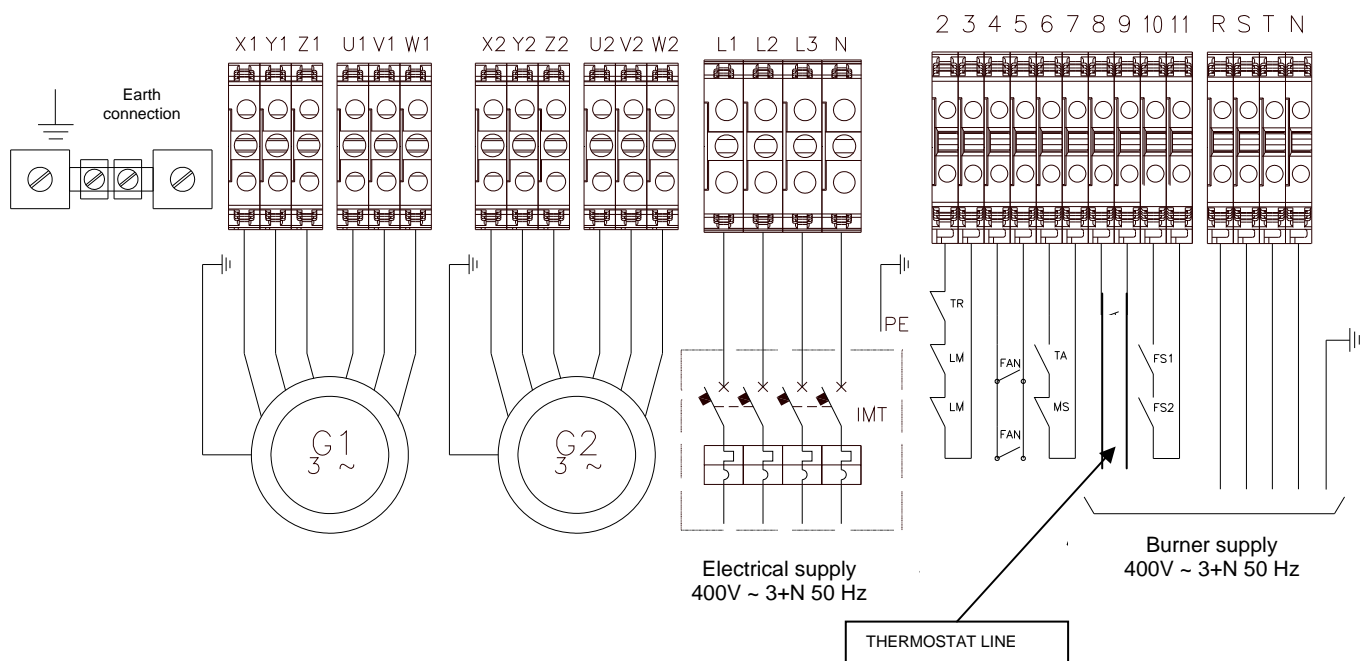 X1 Y1 Z1 U1 V1 W1
X2 Y2 Z2 U2 V2 W2
L1 L2 L3 N
2 3 4 5 6 7 8 9 10 11
R S T N
Earth
connection
PE
TR
LM
FAN
TA
FS1
LM
MS
FS2
FAN
IMT
G1
3 ~
G2
3 ~
Electrical supply
400V ~ 3+N 50 Hz
Burner supply
400V ~ 3+N 50 Hz
THERMOSTAT LINE